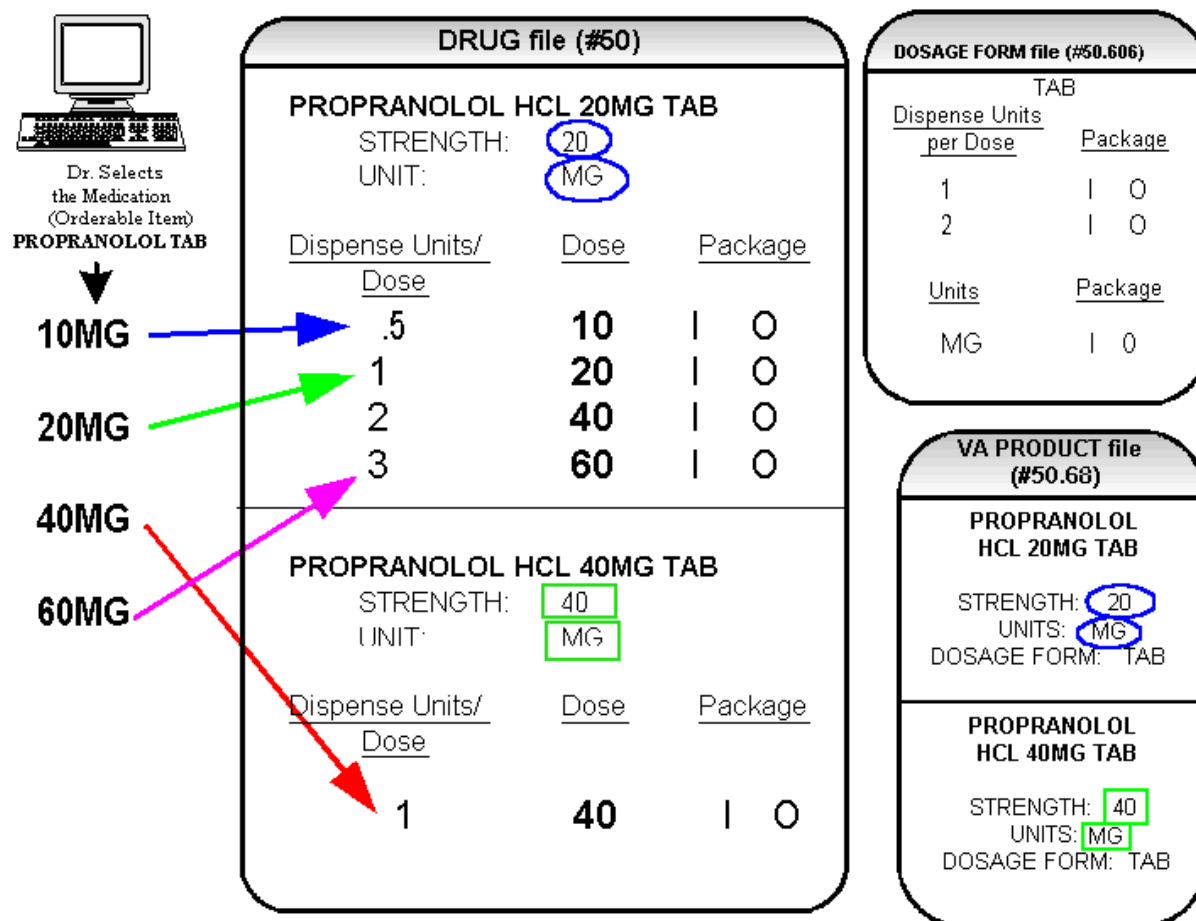 Dr. Selects
the Medication
(Orderable Item)
PROPRANOLOL TAB
10MG
20MG
40MG
60MG
DRUG file (#50)
PROPRANOLOL HCL 20MG TAB
STRENGTH: 20
UNIT: MG
Dispense Units/ Dose Package
Dose
.5 10 I O
1 20 I O
2 40 I O
3 60 I O
PROPRANOLOL HCL 40MG TAB
STRENGTH: 40
UNIT: MG
Dispense Units/ Dose Package
Dose
1 40 I O
DOSAGE FORM file (#50.606)
TAB
Dispense Units
per Dose Package
1 I O
2 I O
Units Package
MG I 0
VA PRODUCT file
(#50.68)
PROPRANOLOL
HCL 20MG TAB
STRENGTH: 20
UNITS: MG
DOSAGE FORM: TAB
PROPRANOLOL
HCL 40MG TAB
STRENGTH: 40
UNITS: MG
DOSAGE FORM: TAB